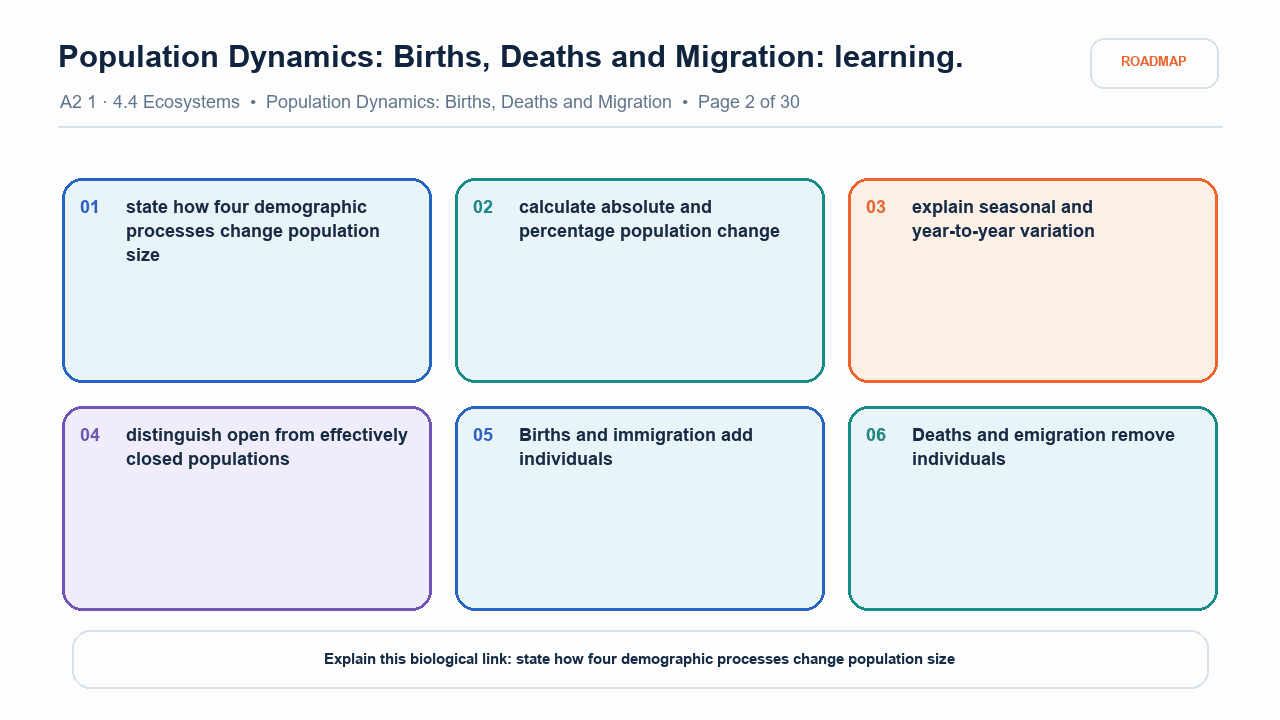 Population Dynamics: Births, Deaths and Migration: learning.
ROADMAP
A2 1 · 4.4 Ecosystems • Population Dynamics: Births, Deaths and Migration • Page 2 of 30
01 state how four demographic
processes change population
size
02 calculate absolute and
percentage population change
03 explain seasonal and
year-to-year variation
04 distinguish open from effectively
closed populations
05 Births and immigration add
individuals
06 Deaths and emigration remove
individuals
Explain this biological link: state how four demographic processes change population size